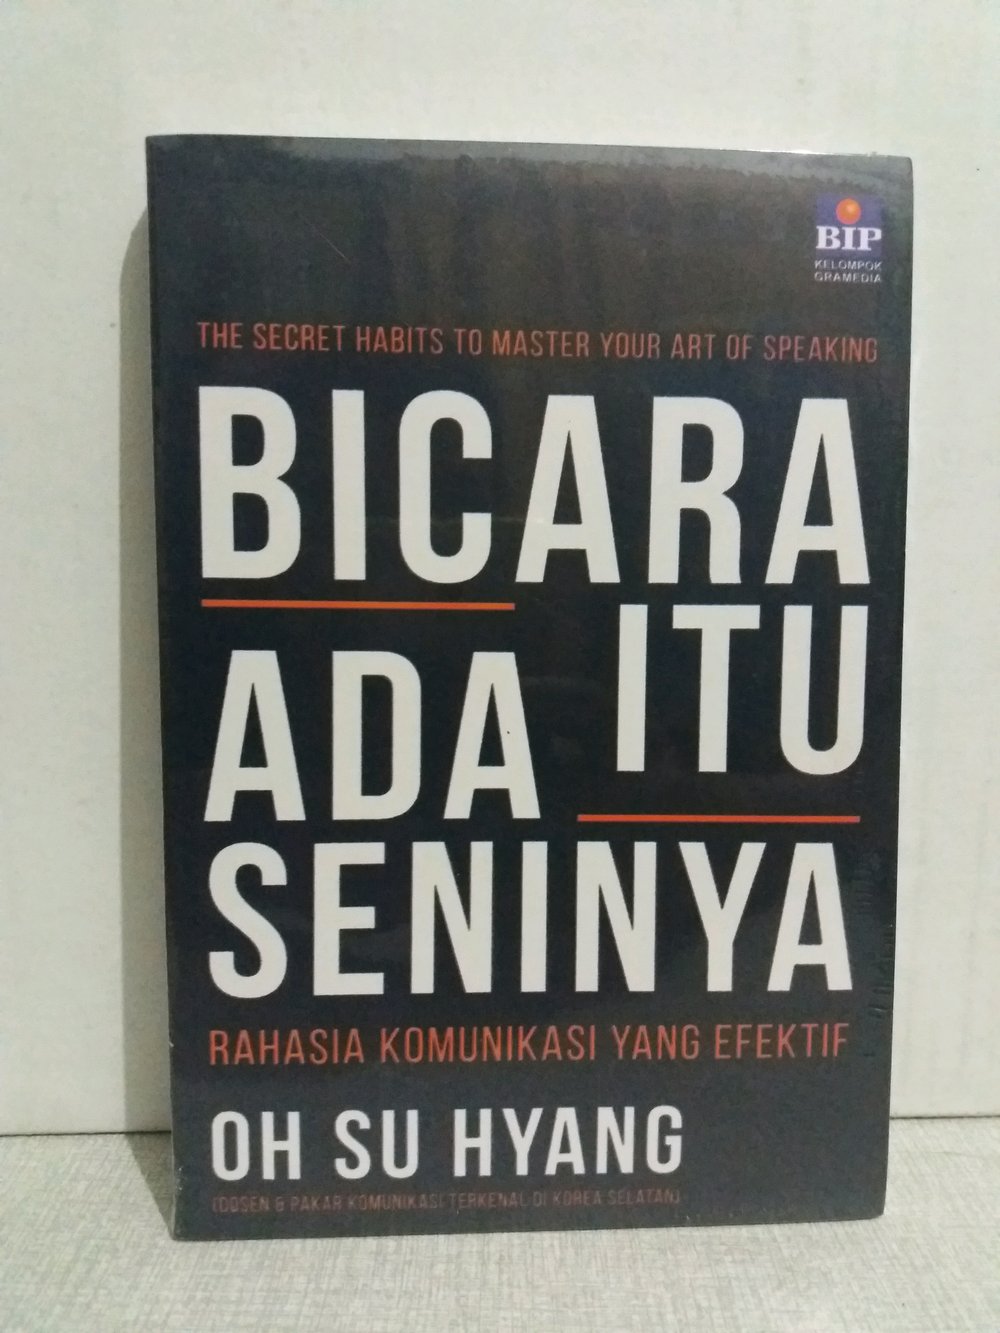 BIP
KELOMPOK
GRAMEDIA
THE SECRET HABITS TO MASTER YOUR ART OF SPEAKING
BICARA
ITU
ADA
SENINYA
RAHASIA KOMUNIKASI YANG EFEKTIF
OH SU HYANG
(DOSEN & PAKAR KOMUNIKASI TERKENAL DI KOREA SELATAN)